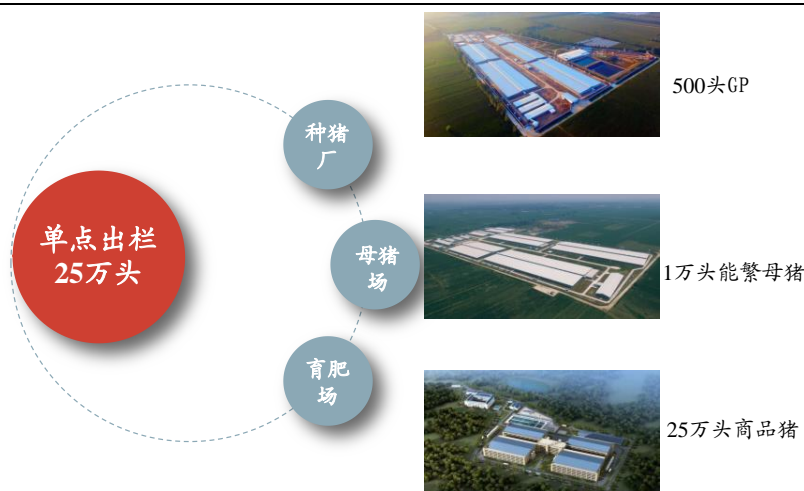 单点出栏
25万头
种猪
厂
500头GP
母猪
场
1万头能繁母猪
育肥
场
25万头商品猪